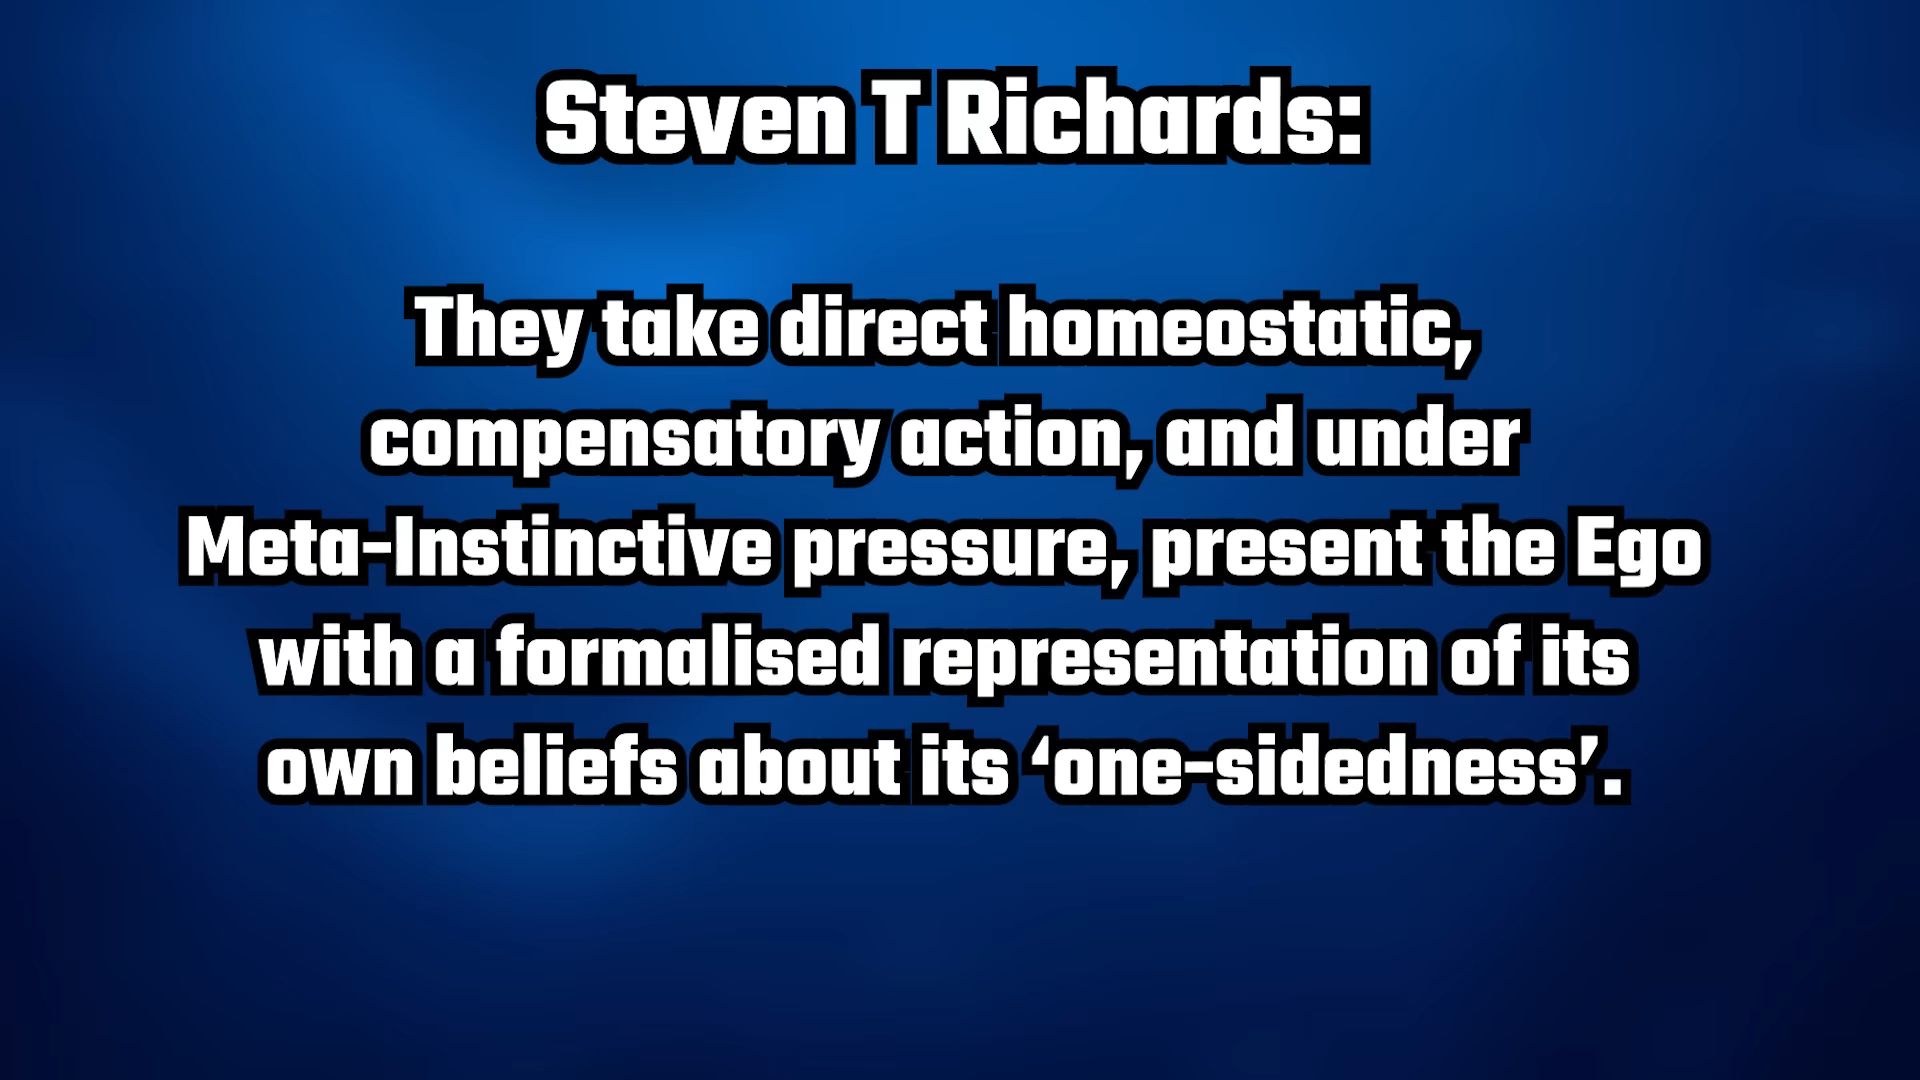 Steven T Richards:
They take direct homeostatic,
compensatory action, and under
Meta-Instinctive pressure, present the Ego
with a formalised representation of its
own beliefs about its ‘one-sidedness’.